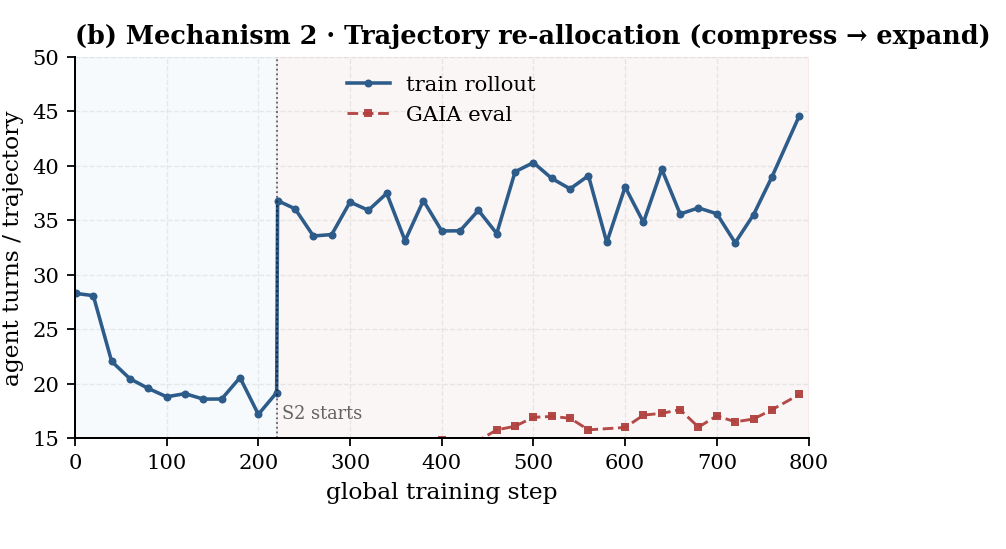 (b) Mechanism 2 · Trajectory re-allocation (compress → expand)
train rollout
GAIA eval
agent turns / trajectory
50
45
40
35
30
25
20
15
S2 starts
0 100 200 300 400 500 600 700 800
global training step